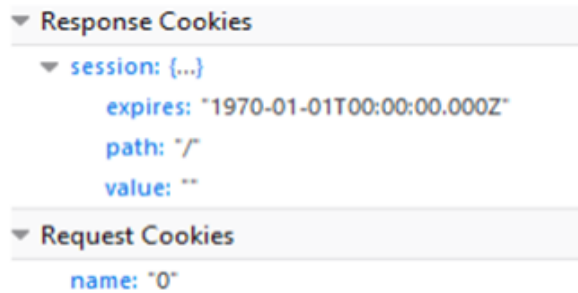 Response Cookies
session: {...}
expires: "1970-01-01T00:00:00.000Z"
path: "/"
value: ""
Request Cookies
name: "0"